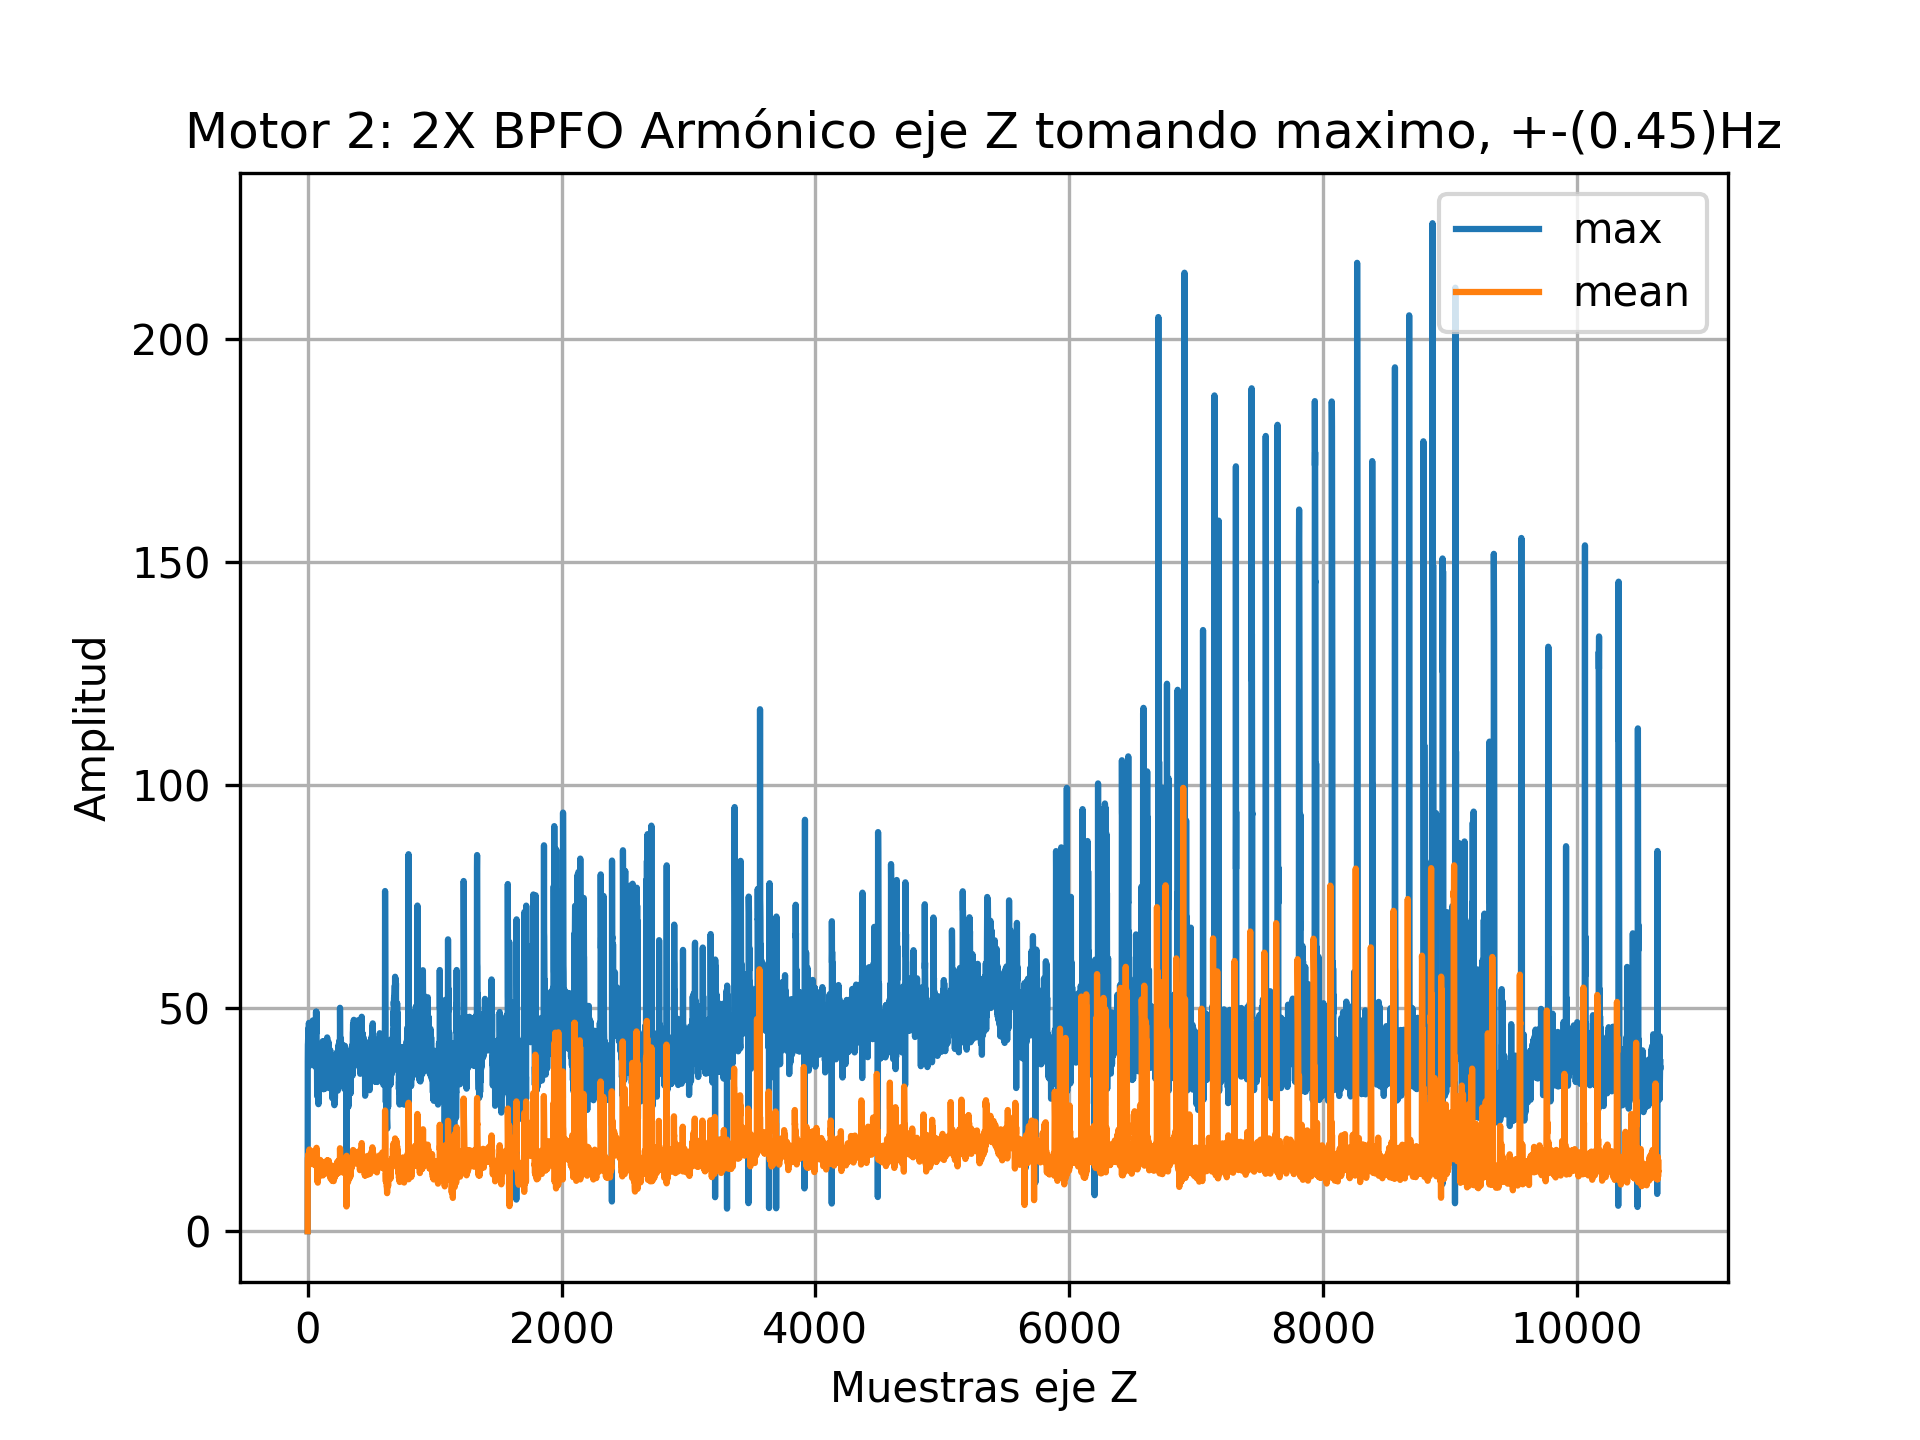 Motor 2: 2X BPFO Armónico eje Z tomando maximo, +-(0.45)Hz
max
mean
200
150
100
50
0
Amplitud
0 2000 4000 6000 8000 10000
Muestras eje Z